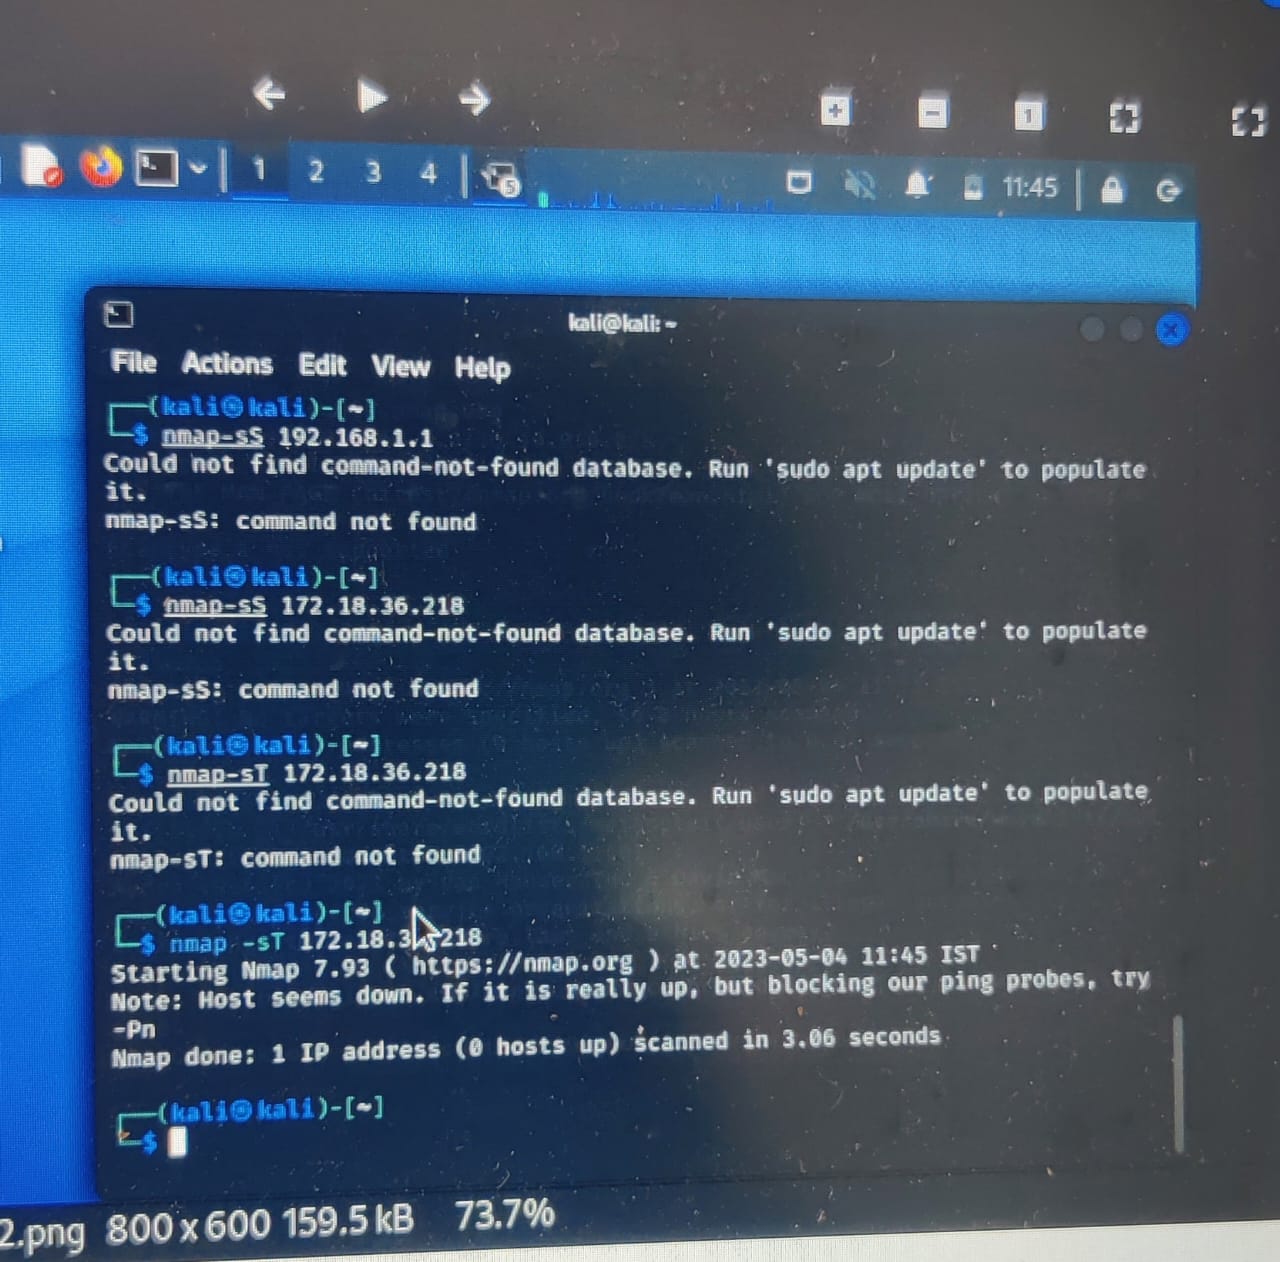 1 2 3 4 5 11:45
kali@kali: ~
File Actions Edit View Help
(kali㉿kali)-[~]
$ nmap-sS 192.168.1.1
Could not find command-not-found database. Run 'sudo apt update' to populate
it.
nmap-sS: command not found
(kali㉿kali)-[~]
$ nmap-sS 172.18.36.218
Could not find command-not-found database. Run 'sudo apt update' to populate
it.
nmap-sS: command not found
(kali㉿kali)-[~]
$ nmap-sT 172.18.36.218
Could not find command-not-found database. Run 'sudo apt update' to populate
it.
nmap-sT: command not found
(kali㉿kali)-[~]
$ nmap -sT
Starting Nmap 7.93 ( https://nmap.org ) at 2023-05-04 11:45 IST
Note: Host seems down. If it is really up, but blocking our ping probes, try
-Pn
Nmap done: 1 IP address (0 hosts up) scanned in 3.06 seconds
(kali㉿kali)-[~]
$
2.png 800 x 600 159.5 kB 73.7%